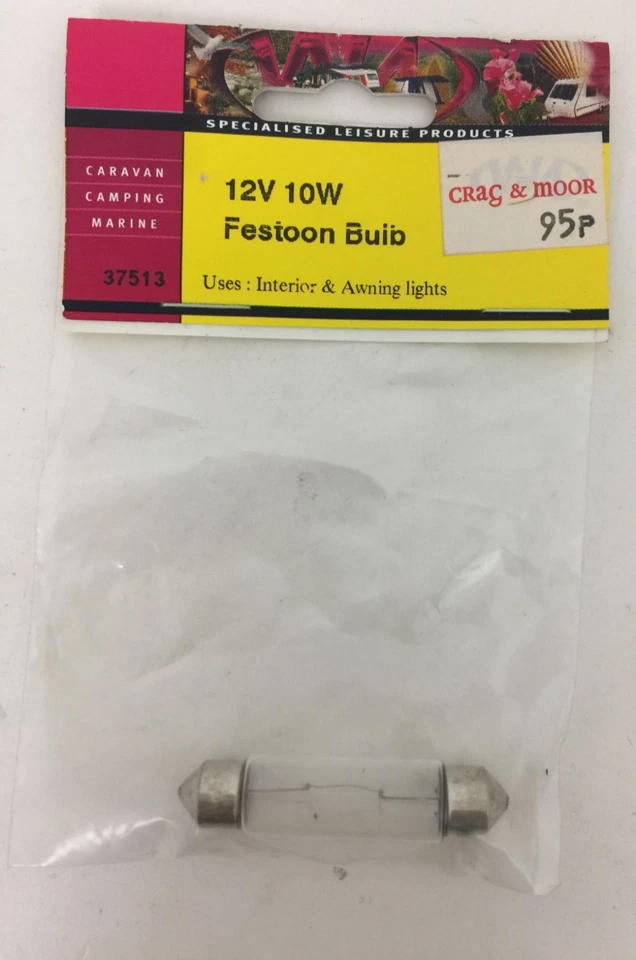 SPECIALISED LEISURE PRODUCTS
CARAVAN
CAMPING
MARINE
37513
12V 10W
Festoon Bulb
Uses : Interior & Awning lights
CRAG & MOOR
95P